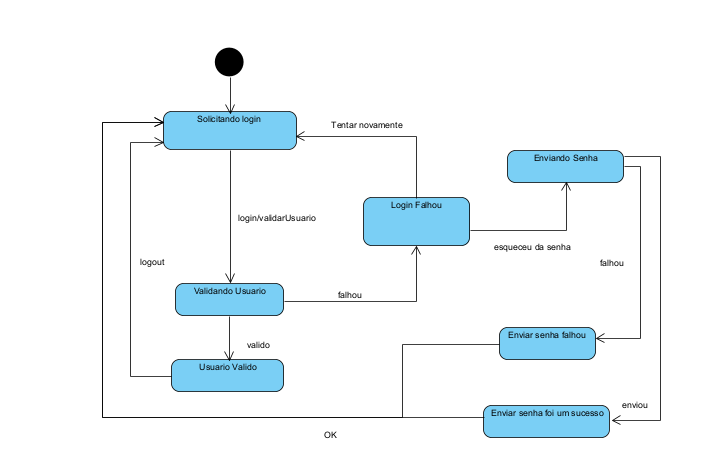 Solicitando login
Tentar novamente
Enviando Senha
Login Falhou
login/validarUsuario
esqueceu da senha
logout
falhou
Validando Usuario
falhou
Enviar senha falhou
valido
Usuario Valido
enviou
Enviar senha foi um sucesso
OK